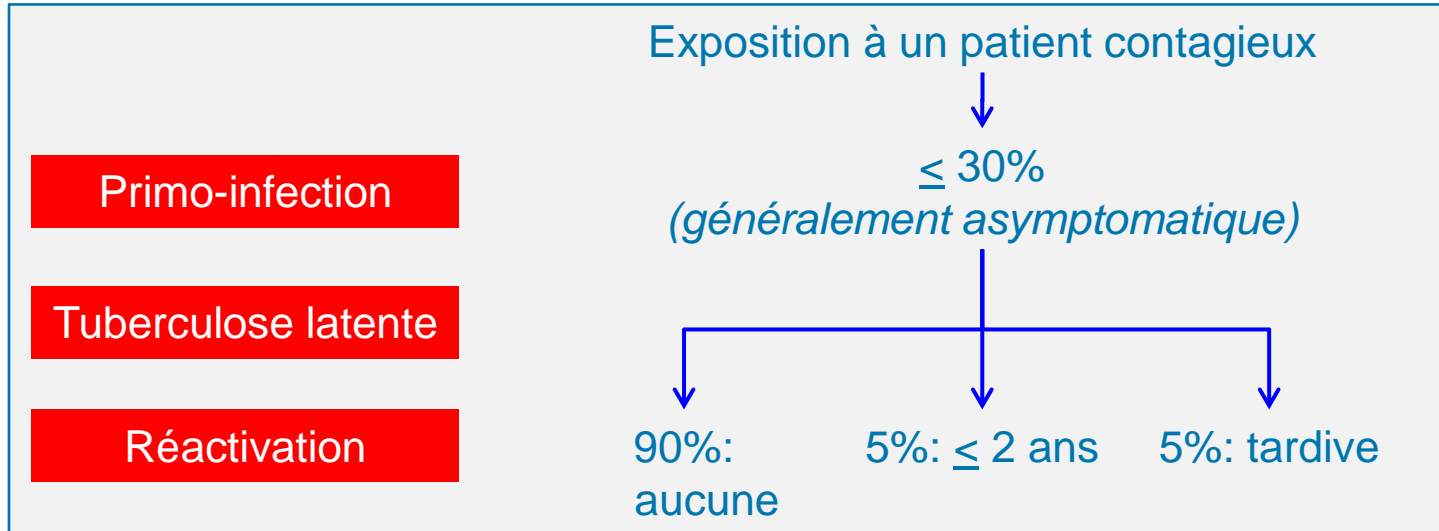 Exposition à un patient contagieux
Primo-infection
≤ 30%
(généralement asymptomatique)
Tuberculose latente
Réactivation
90%:
aucune
5%: ≤ 2 ans
5%: tardive